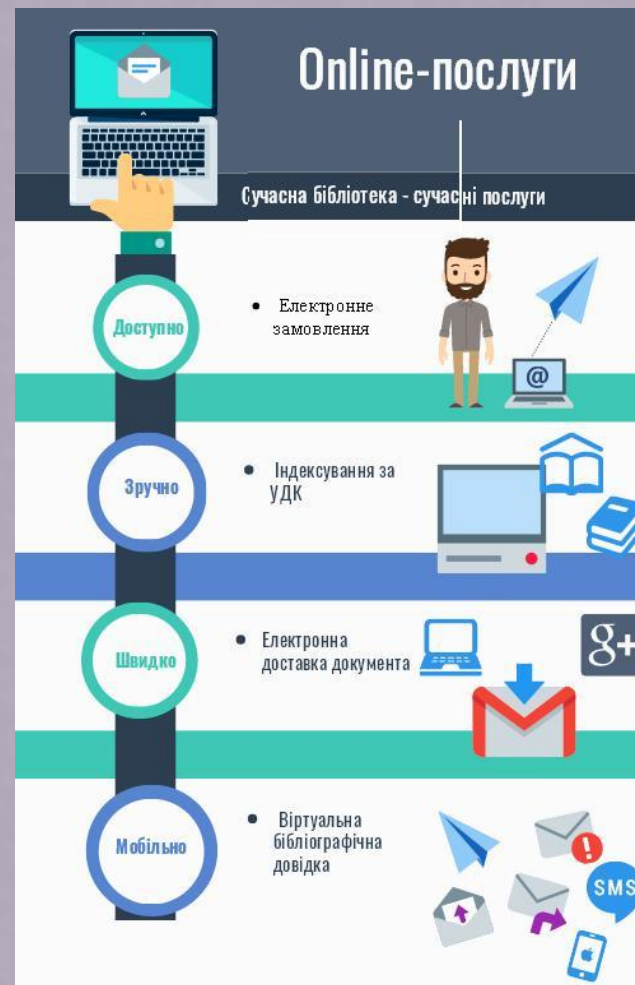 Online-послуги
Сучасна бібліотека - сучасні послуги
Доступно
• Електронне
замовлення
@
Зручно
• Індексування за
УДК
Швидко
• Електронна
доставка документа
g+
Мобільно
• Віртуальна
бібліографічна
довідка
!
SMS